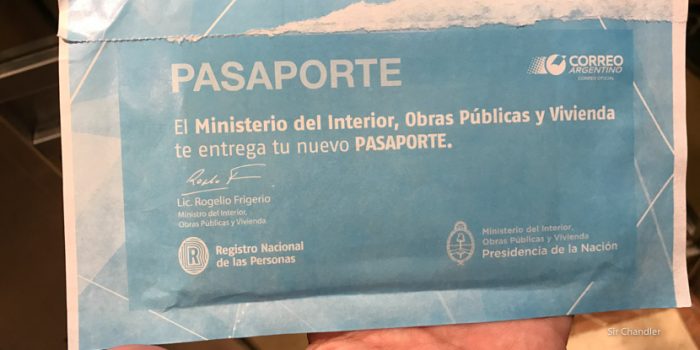 PASAPORTE
CORREO
ARGENTINO
CORREO OFICIAL
El Ministerio del Interior, Obras Públicas y Vivienda
te entrega tu nuevo PASAPORTE.
Lic. Rogelio Frigerio
Ministro del Interior,
Obras Públicas y Vivienda
R
Registro Nacional
de las Personas
Ministerio del Interior,
Obras Públicas y Vivienda
Presidencia de la Nación
Sir Chandler